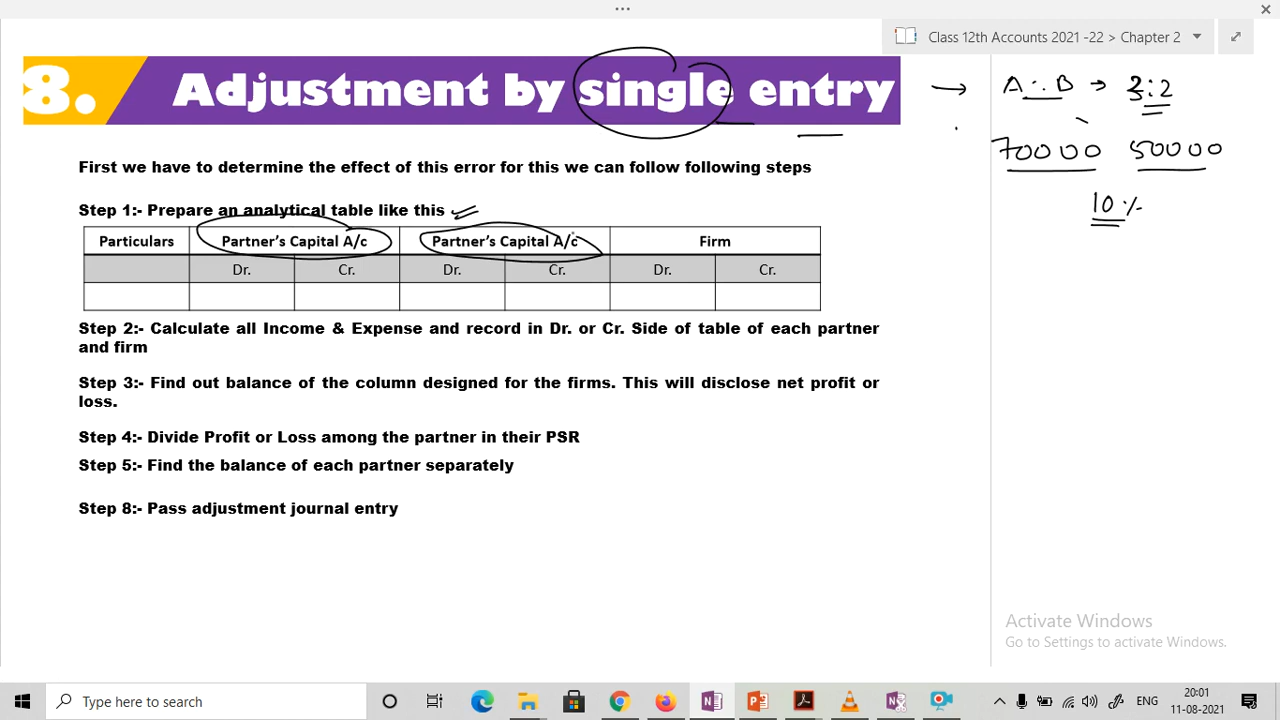 Class 12th Accounts 2021 -22 > Chapter 2
8. Adjustment by single entry
First we have to determine the effect of this error for this we can follow following steps
Step 1:- Prepare an analytical table like this
Particulars Partner's Capital A/c Partner's Capital A/c Firm
Dr. Cr. Dr. Cr. Dr. Cr.
Step 2:- Calculate all Income & Expense and record in Dr. or Cr. Side of table of each partner
and firm
Step 3:- Find out balance of the column designed for the firms. This will disclose net profit or
loss.
Step 4:- Divide Profit or Loss among the partner in their PSR
Step 5:- Find the balance of each partner separately
Step 8:- Pass adjustment journal entry
→ A : B → 3:2
70000 50000
10 %
Activate Windows
Go to Settings to activate Windows.
Type here to search
ENG
20:01
11-08-2021